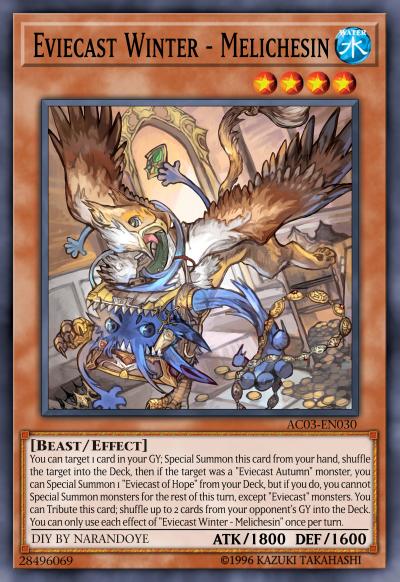 Eviecast Winter - Melichesin
WATER
水
AC03-EN030
[Beast/Effect]
You can target 1 card in your GY; Special Summon this card from your hand, shuffle
the target into the Deck, then if the target was a "Eviecast Autumn" monster, you
can Special Summon 1 "Eviecast of Hope" from your Deck, but if you do, you cannot
Special Summon monsters for the rest of this turn, except "Eviecast" monsters. You
can Tribute this card; shuffle up to 2 cards from your opponent's GY into the Deck.
You can only use each effect of "Eviecast Winter - Melichesin" once per turn.
DIY BY NARANDOYE
ATK/1800 DEF/1600
28496069
©1996 KAZUKI TAKAHASHI